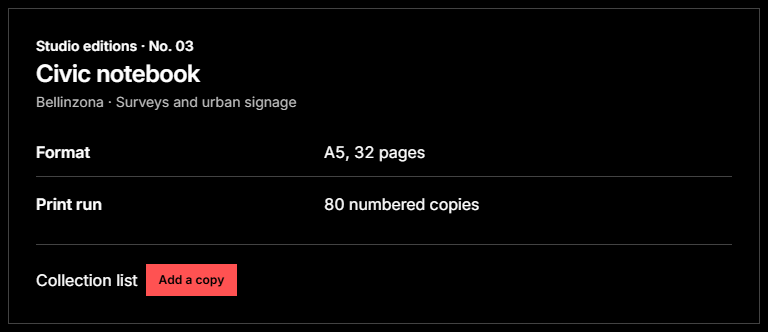 Studio editions · No. 03
Civic notebook
Bellinzona · Surveys and urban signage
Format A5, 32 pages
Print run 80 numbered copies
Collection list Add a copy